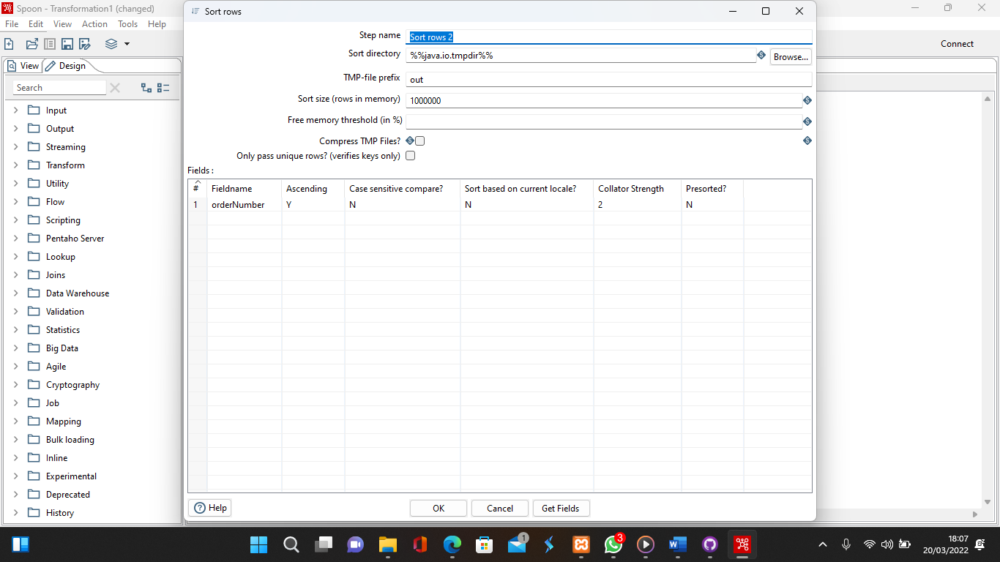 Spoon - Transformation1 (changed)
File Edit View Action Tools Help
Connect
View Design
Search
Input
Output
Streaming
Transform
Utility
Flow
Scripting
Pentaho Server
Lookup
Joins
Data Warehouse
Validation
Statistics
Big Data
Agile
Cryptography
Job
Mapping
Bulk loading
Inline
Experimental
Deprecated
History
Sort rows
Step name Sort rows 2
Sort directory %%java.io.tmpdir%% Browse...
TMP-file prefix out
Sort size (rows in memory) 1000000
Free memory threshold (in %)
Compress TMP Files?
Only pass unique rows? (verifies keys only)
Fields :
# Fieldname Ascending Case sensitive compare? Sort based on current locale? Collator Strength Presorted?
1 orderNumber Y N N 2 N
Help OK Cancel Get Fields
1 3
18:07
20/03/2022